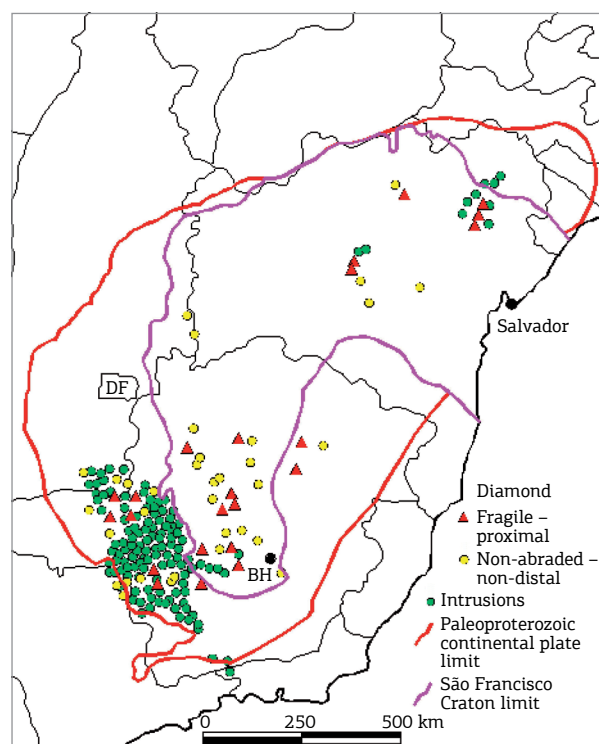 Salvador
DF
BH
Diamond
Fragile –
proximal
Non-abraded –
non-distal
Intrusions
Paleoproterozoic
continental plate
limit
São Francisco
Craton limit
0 250 500 km